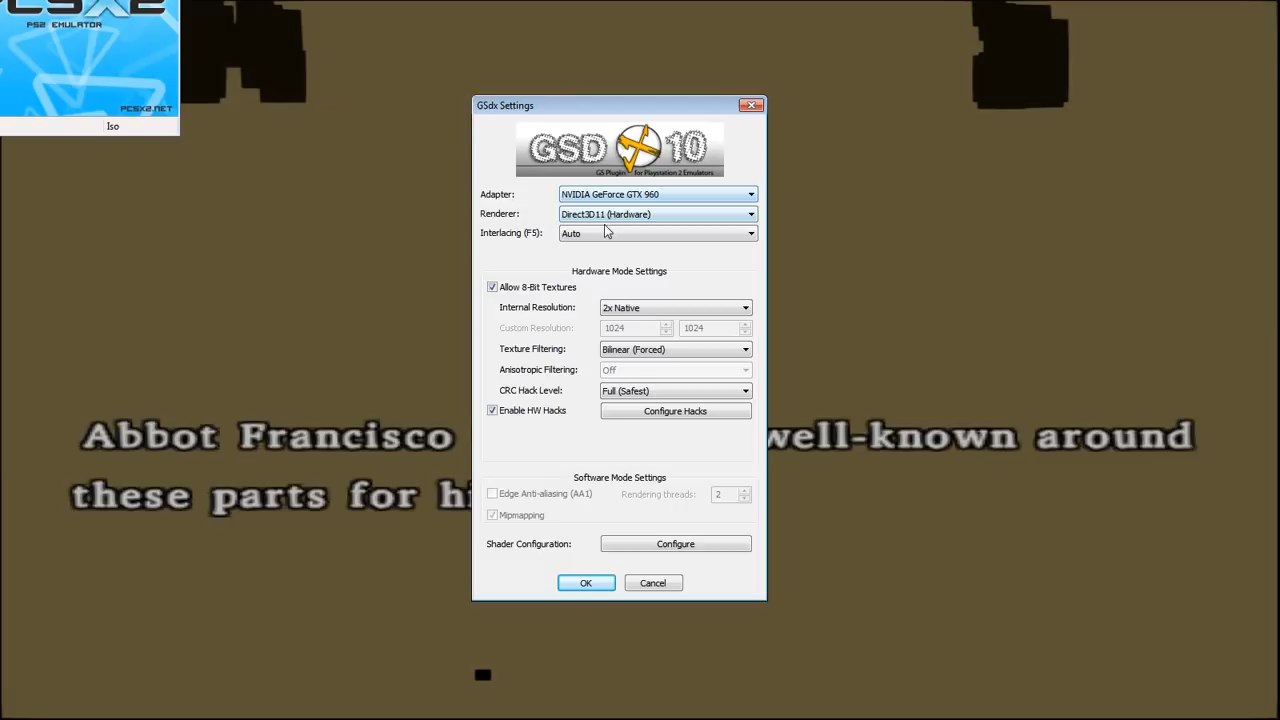 PCSX2
PS2 EMULATOR
PCSX2.NET
Iso
GSdx Settings
GSD 10
GS Plugin for Playstation 2 Emulators
Adapter: NVIDIA GeForce GTX 960
Renderer: Direct3D11 (Hardware)
Interlacing (F5): Auto
Hardware Mode Settings
Allow 8-Bit Textures
Internal Resolution: 2x Native
Custom Resolution: 1024 1024
Texture Filtering: Bilinear (Forced)
Anisotropic Filtering: Off
CRC Hack Level: Full (Safest)
Enable HW Hacks Configure Hacks
Software Mode Settings
Edge Anti-aliasing (AA1) Rendering threads: 2
Mipmapping
Shader Configuration: Configure
OK Cancel
Abbot Francisco well-known around
these parts for hi